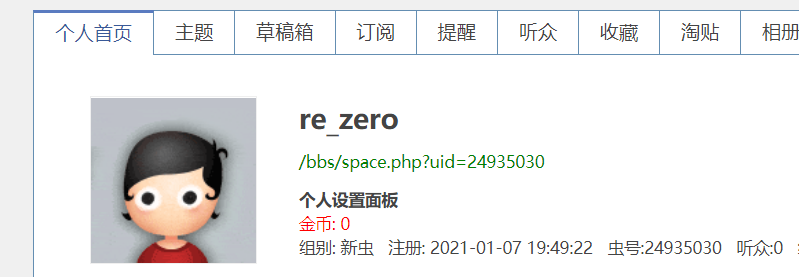 个人首页 主题 草稿箱 订阅 提醒 听众 收藏 淘贴 相册
re_zero
/bbs/space.php?uid=24935030
个人设置面板
金币: 0
组别: 新虫 注册: 2021-01-07 19:49:22 虫号:24935030 听众:0